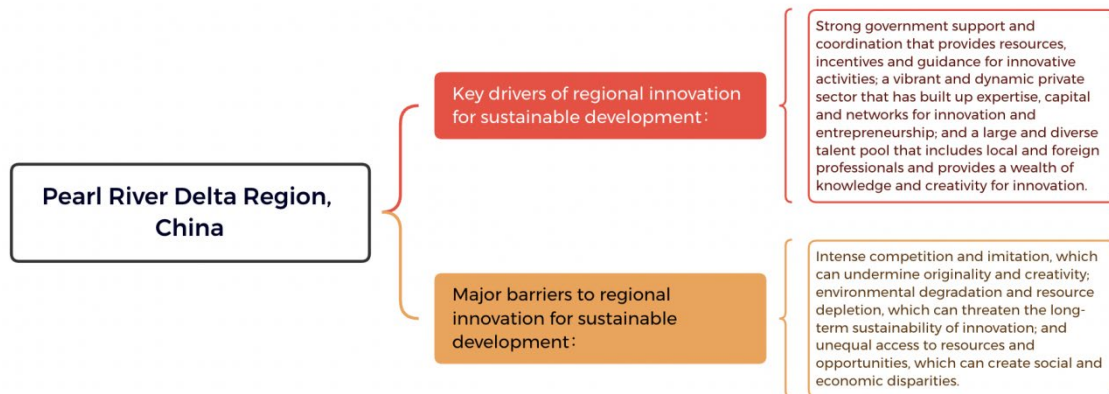 Pearl River Delta Region,
China
Key drivers of regional innovation
for sustainable development：
Strong government support and
coordination that provides resources,
incentives and guidance for innovative
activities; a vibrant and dynamic private
sector that has built up expertise, capital
and networks for innovation and
entrepreneurship; and a large and diverse
talent pool that includes local and foreign
professionals and provides a wealth of
knowledge and creativity for innovation.
Major barriers to regional
innovation for sustainable
development：
Intense competition and imitation, which
can undermine originality and creativity;
environmental degradation and resource
depletion, which can threaten the long-
term sustainability of innovation; and
unequal access to resources and
opportunities, which can create social and
economic disparities.